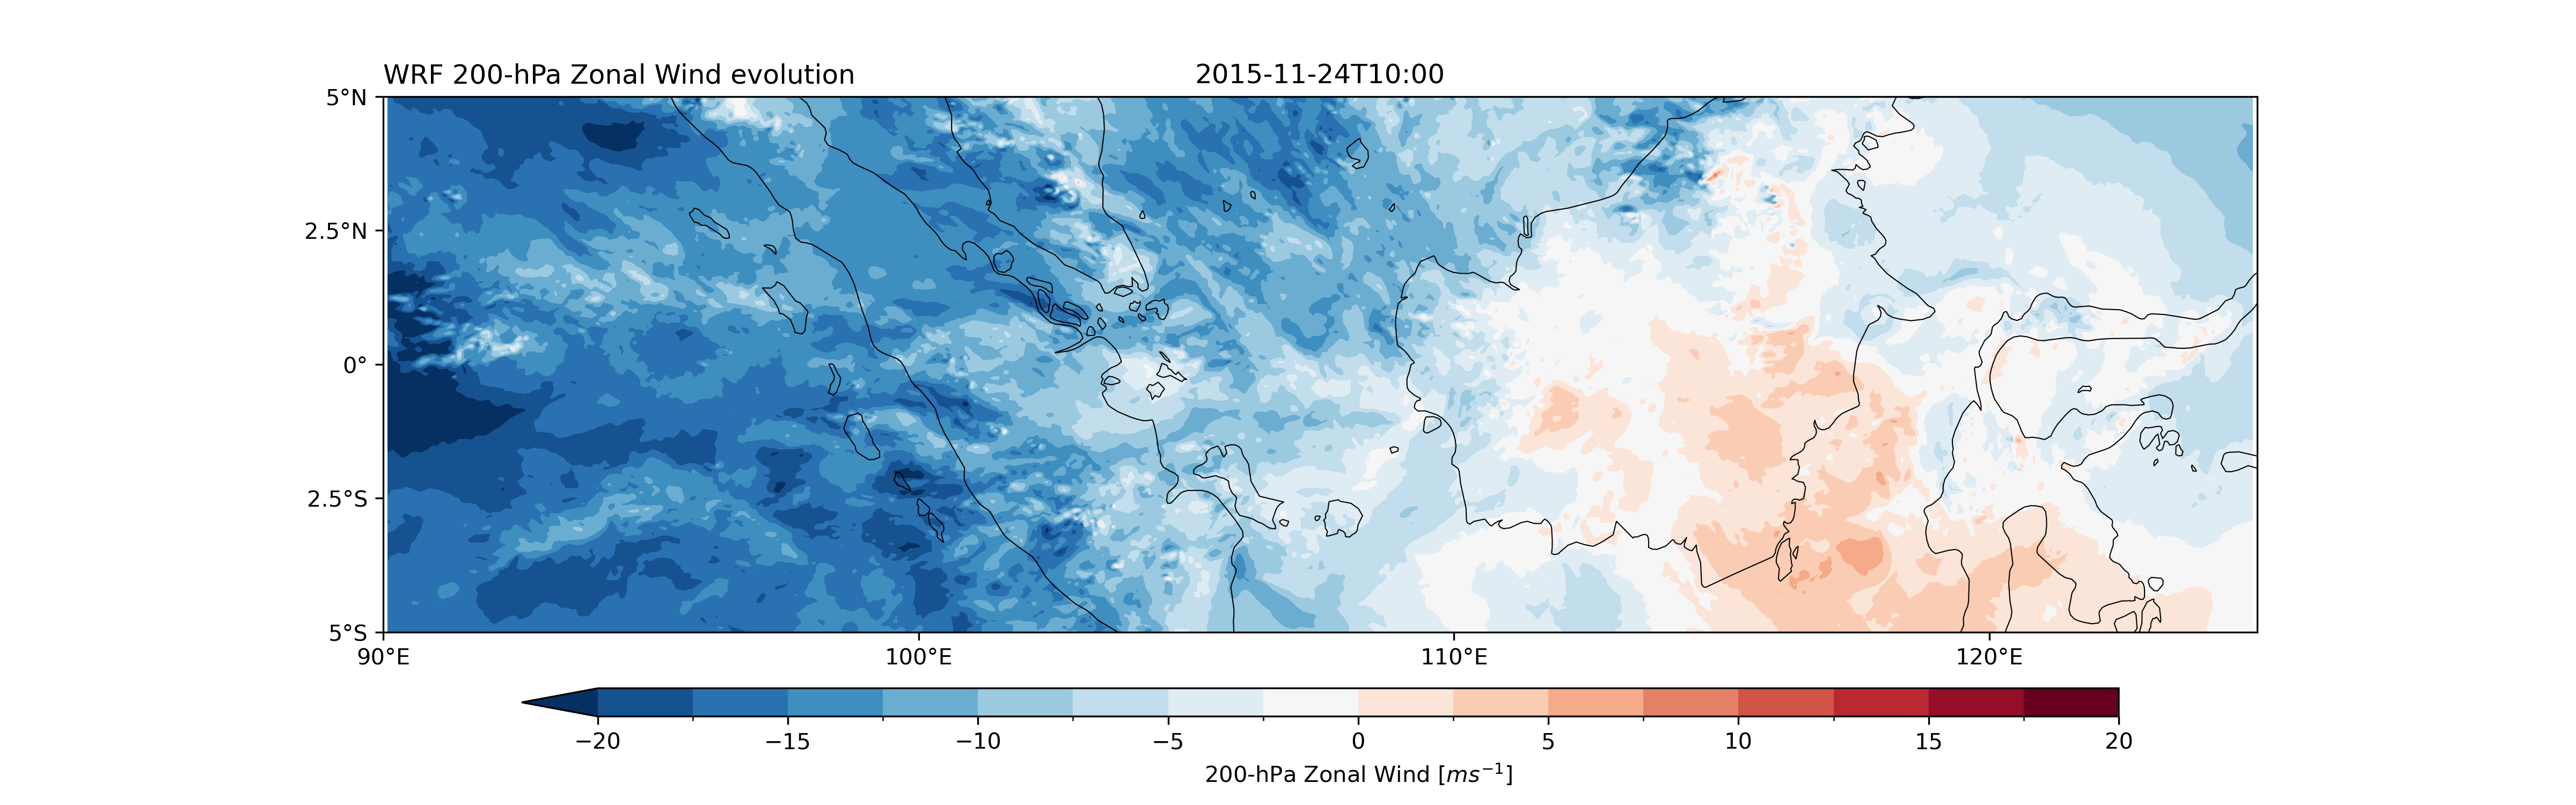 WRF 200-hPa Zonal Wind evolution 2015-11-24T10:00
5°N
2.5°N
0°
2.5°S
5°S
90°E 100°E 110°E 120°E
−20 −15 −10 −5 0 5 10 15 20
200-hPa Zonal Wind [ms⁻¹]